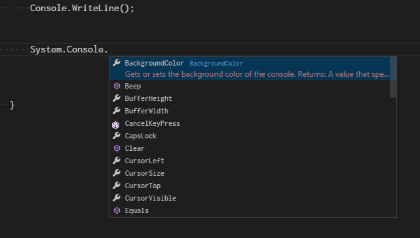 Console.WriteLine();
System.Console.
BackgroundColor BackgroundColor
Gets or sets the background color of the console. Returns: A value that spe...
Beep
BufferHeight
BufferWidth
CancelKeyPress
CapsLock
Clear
CursorLeft
CursorSize
CursorTop
CursorVisible
Equals
}